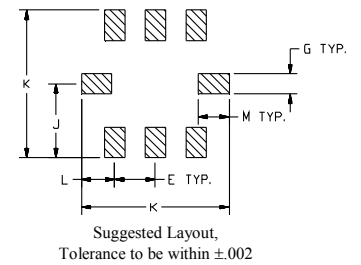 G TYP.
K
M TYP.
J
L
E TYP.
K
Suggested Layout,
Tolerance to be within ±.002